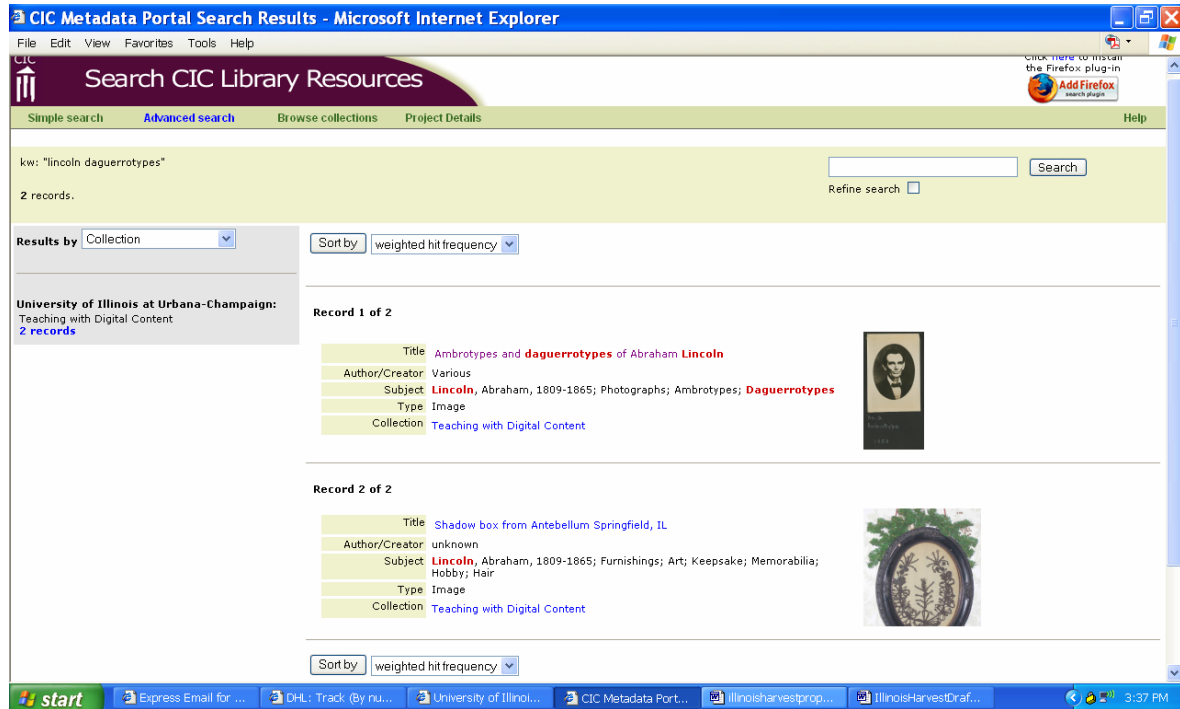 CIC Metadata Portal Search Results - Microsoft Internet Explorer
File Edit View Favorites Tools Help
CIC
Search CIC Library Resources
Click here to install
the Firefox plug-in
Add Firefox
search plugin
Simple search Advanced search Browse collections Project Details Help
kw: "lincoln daguerrotypes"
Search
Refine search
2 records.
Results by Collection
Sort by weighted hit frequency
University of Illinois at Urbana-Champaign:
Teaching with Digital Content
2 records
Record 1 of 2
Title Ambrotypes and daguerrotypes of Abraham Lincoln
Author/Creator Various
Subject Lincoln, Abraham, 1809-1865; Photographs; Ambrotypes; Daguerrotypes
Type Image
Collection Teaching with Digital Content
Record 2 of 2
Title Shadow box from Antebellum Springfield, IL
Author/Creator unknown
Subject Lincoln, Abraham, 1809-1865; Furnishings; Art; Keepsake; Memorabilia;
Hobby; Hair
Type Image
Collection Teaching with Digital Content
Sort by weighted hit frequency
start Express Email for ... DHL: Track (By nu... University of Illinoi... CIC Metadata Port... illinoisharvestprop... IllinoisHarvestDraf... 3:37 PM